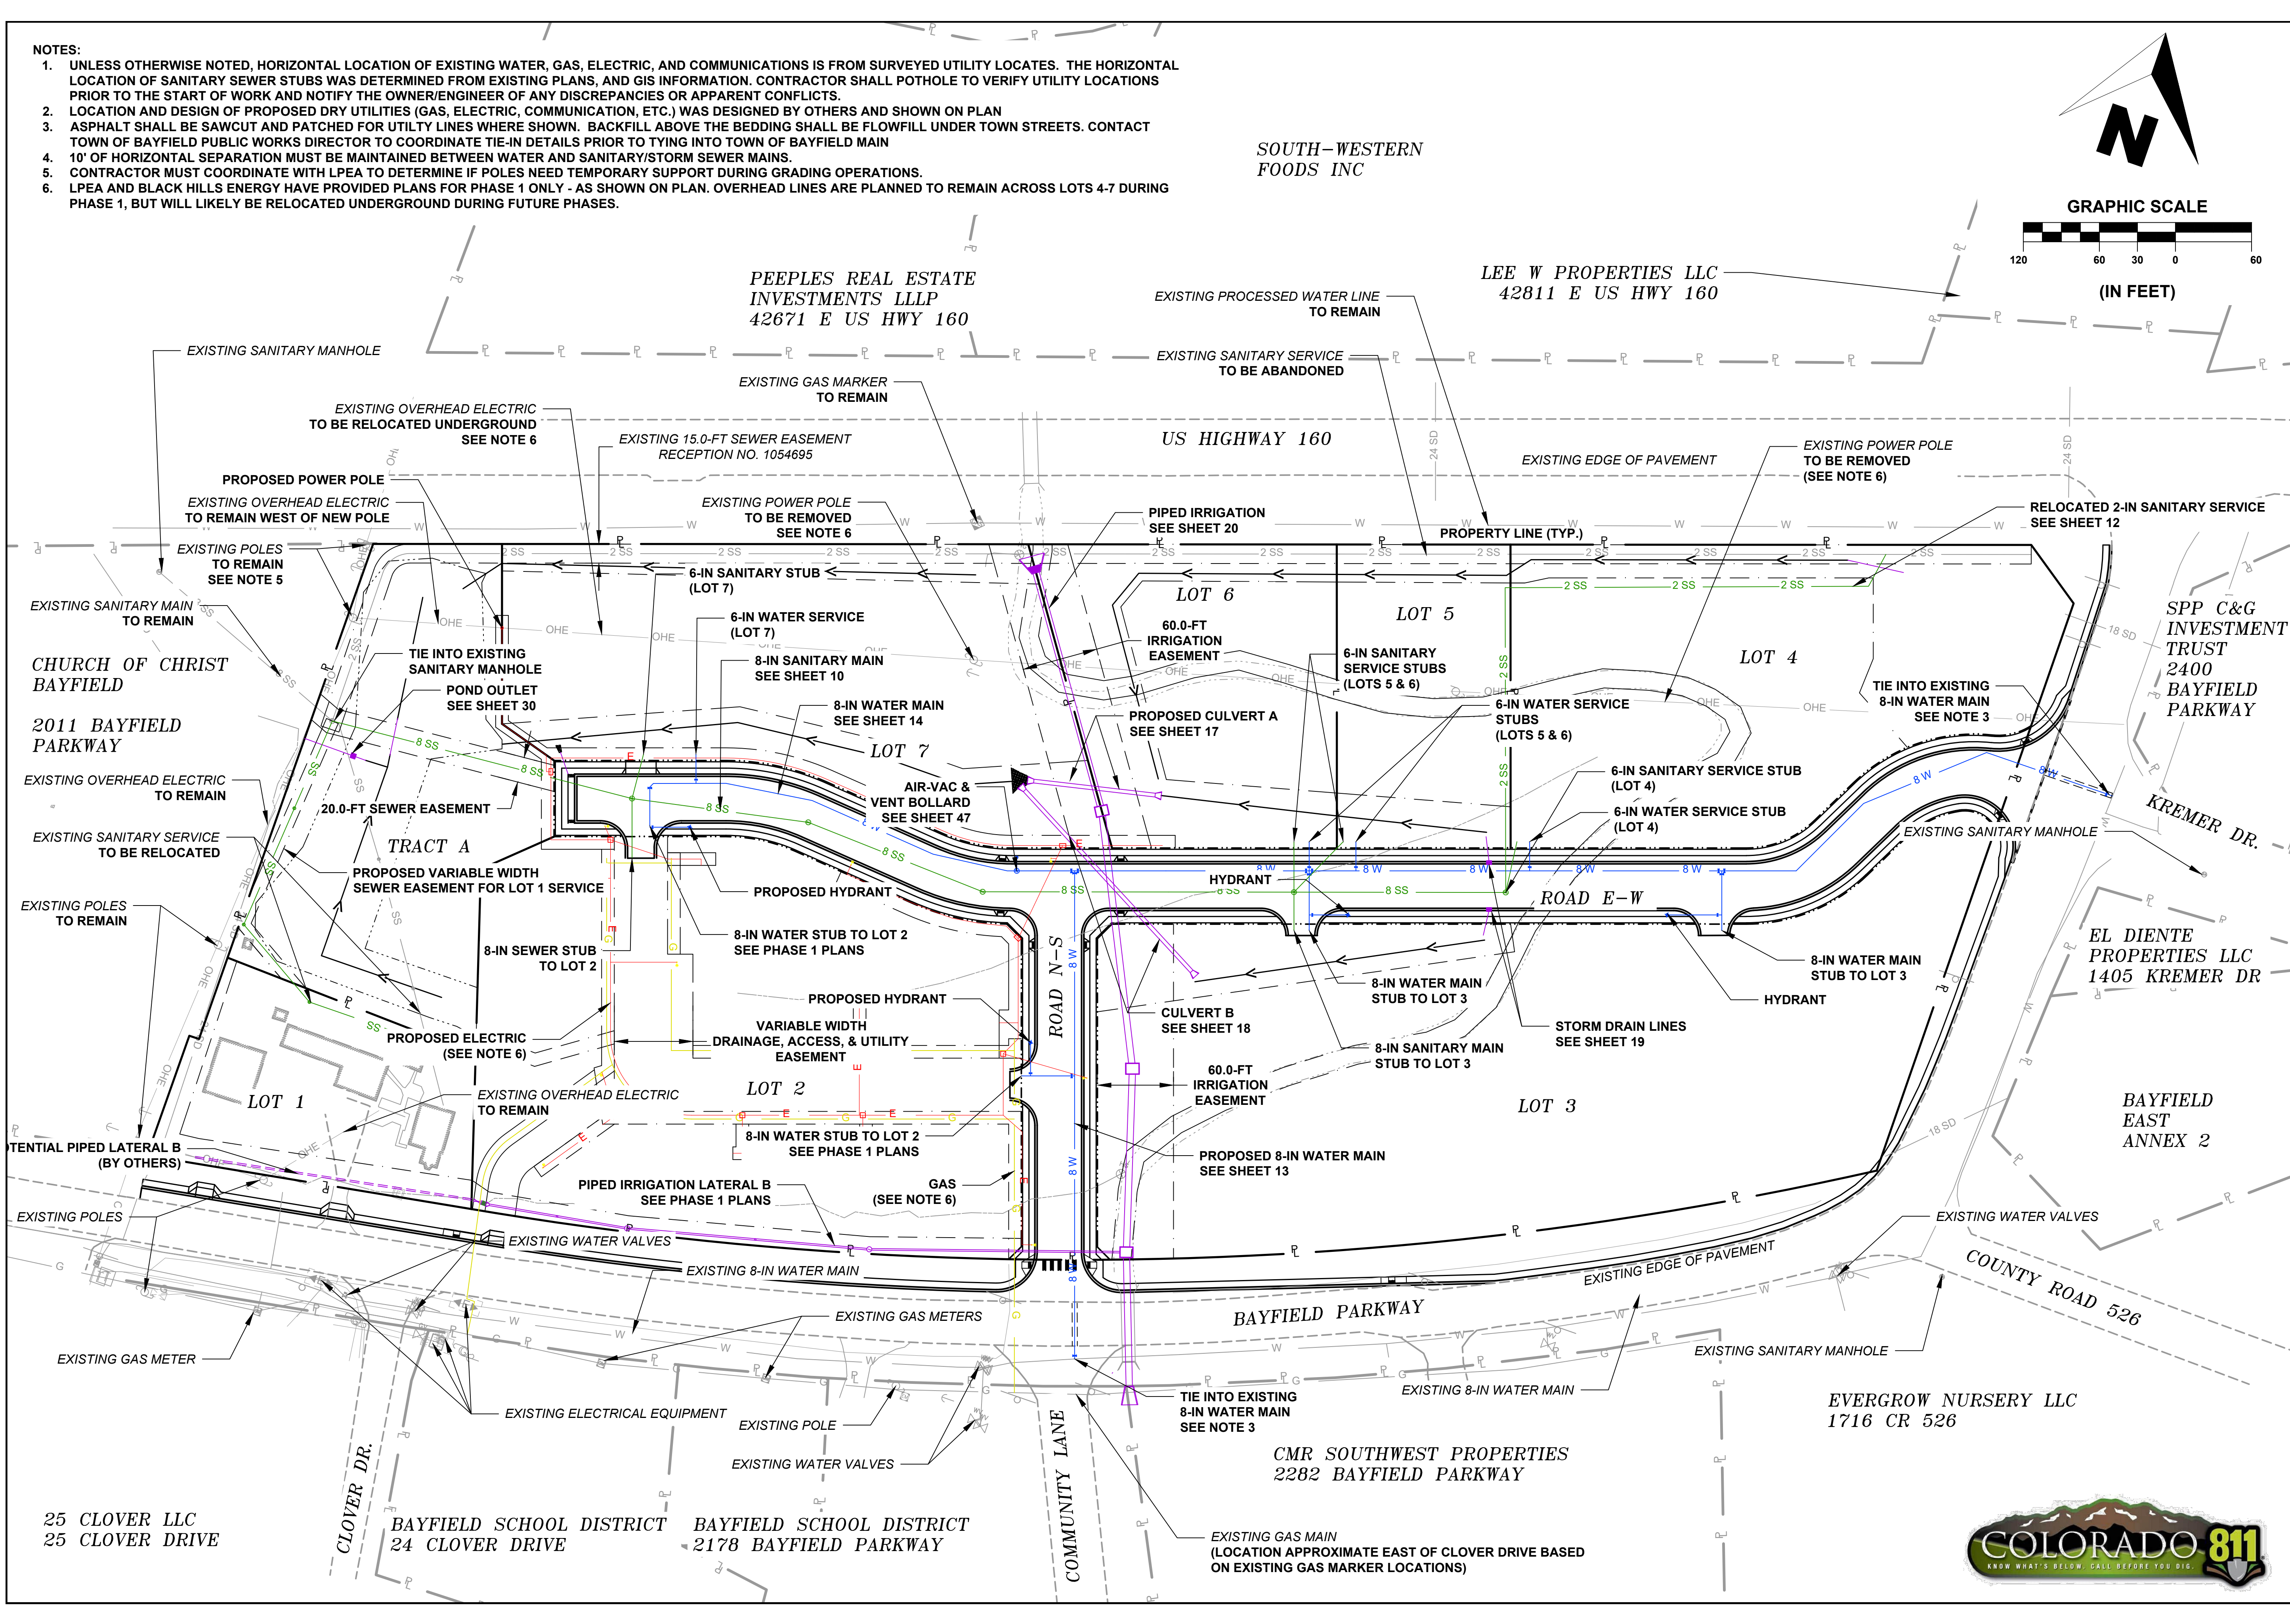 NOTES:
1. UNLESS OTHERWISE NOTED, HORIZONTAL LOCATION OF EXISTING WATER, GAS, ELECTRIC, AND COMMUNICATIONS IS FROM SURVEYED UTILITY LOCATES. THE HORIZONTAL
LOCATION OF SANITARY SEWER STUBS WAS DETERMINED FROM EXISTING PLANS, AND GIS INFORMATION. CONTRACTOR SHALL POTHOLE TO VERIFY UTILITY LOCATIONS
PRIOR TO THE START OF WORK AND NOTIFY THE OWNER/ENGINEER OF ANY DISCREPANCIES OR APPARENT CONFLICTS.
2. LOCATION AND DESIGN OF PROPOSED DRY UTILITIES (GAS, ELECTRIC, COMMUNICATION, ETC.) WAS DESIGNED BY OTHERS AND SHOWN ON PLAN
3. ASPHALT SHALL BE SAWCUT AND PATCHED FOR UTILTY LINES WHERE SHOWN. BACKFILL ABOVE THE BEDDING SHALL BE FLOWFILL UNDER TOWN STREETS. CONTACT
TOWN OF BAYFIELD PUBLIC WORKS DIRECTOR TO COORDINATE TIE-IN DETAILS PRIOR TO TYING INTO TOWN OF BAYFIELD MAIN
4. 10' OF HORIZONTAL SEPARATION MUST BE MAINTAINED BETWEEN WATER AND SANITARY/STORM SEWER MAINS.
5. CONTRACTOR MUST COORDINATE WITH LPEA TO DETERMINE IF POLES NEED TEMPORARY SUPPORT DURING GRADING OPERATIONS.
6. LPEA AND BLACK HILLS ENERGY HAVE PROVIDED PLANS FOR PHASE 1 ONLY - AS SHOWN ON PLAN. OVERHEAD LINES ARE PLANNED TO REMAIN ACROSS LOTS 4-7 DURING
PHASE 1, BUT WILL LIKELY BE RELOCATED UNDERGROUND DURING FUTURE PHASES.
N
GRAPHIC SCALE
120 60 30 0 60
(IN FEET)
SOUTH-WESTERN
FOODS INC
PEEPLES REAL ESTATE
INVESTMENTS LLLP
42671 E US HWY 160
LEE W PROPERTIES LLC
42811 E US HWY 160
EXISTING PROCESSED WATER LINE
TO REMAIN
EXISTING SANITARY MANHOLE
EXISTING SANITARY SERVICE
TO BE ABANDONED
EXISTING GAS MARKER
TO REMAIN
EXISTING OVERHEAD ELECTRIC
TO BE RELOCATED UNDERGROUND
SEE NOTE 6
EXISTING 15.0-FT SEWER EASEMENT
RECEPTION NO. 1054695
US HIGHWAY 160
24 SD
24 SD
EXISTING EDGE OF PAVEMENT
EXISTING POWER POLE
TO BE REMOVED
(SEE NOTE 6)
PROPOSED POWER POLE
EXISTING OVERHEAD ELECTRIC
TO REMAIN WEST OF NEW POLE
EXISTING POWER POLE
TO BE REMOVED
SEE NOTE 6
PIPED IRRIGATION
SEE SHEET 20
PROPERTY LINE (TYP.)
RELOCATED 2-IN SANITARY SERVICE
SEE SHEET 12
EXISTING POLES
TO REMAIN
SEE NOTE 5
6-IN SANITARY STUB
(LOT 7)
LOT 6
LOT 5
LOT 4
EXISTING SANITARY MAIN
TO REMAIN
6-IN WATER SERVICE
(LOT 7)
60.0-FT
IRRIGATION
EASEMENT
SPP C&G
INVESTMENT
TRUST
2400
BAYFIELD
PARKWAY
18 SD
CHURCH OF CHRIST
BAYFIELD
2011 BAYFIELD
PARKWAY
TIE INTO EXISTING
SANITARY MANHOLE
8-IN SANITARY MAIN
SEE SHEET 10
6-IN SANITARY
SERVICE STUBS
(LOTS 5 & 6)
POND OUTLET
SEE SHEET 30
8-IN WATER MAIN
SEE SHEET 14
PROPOSED CULVERT A
SEE SHEET 17
6-IN WATER SERVICE
STUBS
(LOTS 5 & 6)
TIE INTO EXISTING
8-IN WATER MAIN
SEE NOTE 3
LOT 7
EXISTING OVERHEAD ELECTRIC
TO REMAIN
20.0-FT SEWER EASEMENT
AIR-VAC &
VENT BOLLARD
SEE SHEET 47
6-IN SANITARY SERVICE STUB
(LOT 4)
6-IN WATER SERVICE STUB
(LOT 4)
KREMER DR.
EXISTING SANITARY MANHOLE
EXISTING SANITARY SERVICE
TO BE RELOCATED
TRACT A
PROPOSED VARIABLE WIDTH
SEWER EASEMENT FOR LOT 1 SERVICE
PROPOSED HYDRANT
HYDRANT
ROAD E-W
EXISTING POLES
TO REMAIN
8-IN SEWER STUB
TO LOT 2
8-IN WATER STUB TO LOT 2
SEE PHASE 1 PLANS
ROAD N-S
8-IN WATER MAIN
STUB TO LOT 3
8-IN WATER MAIN
STUB TO LOT 3
EL DIENTE
PROPERTIES LLC
1405 KREMER DR
HYDRANT
PROPOSED HYDRANT
CULVERT B
SEE SHEET 18
STORM DRAIN LINES
SEE SHEET 19
PROPOSED ELECTRIC
(SEE NOTE 6)
VARIABLE WIDTH
DRAINAGE, ACCESS, & UTILITY
EASEMENT
8-IN SANITARY MAIN
STUB TO LOT 3
60.0-FT
IRRIGATION
EASEMENT
LOT 1
LOT 2
LOT 3
EXISTING OVERHEAD ELECTRIC
TO REMAIN
BAYFIELD
EAST
ANNEX 2
18 SD
TENTIAL PIPED LATERAL B
(BY OTHERS)
8-IN WATER STUB TO LOT 2
SEE PHASE 1 PLANS
PROPOSED 8-IN WATER MAIN
SEE SHEET 13
PIPED IRRIGATION LATERAL B
SEE PHASE 1 PLANS
GAS
(SEE NOTE 6)
EXISTING POLES
EXISTING WATER VALVES
EXISTING WATER VALVES
EXISTING 8-IN WATER MAIN
EXISTING EDGE OF PAVEMENT
COUNTY ROAD 526
BAYFIELD PARKWAY
EXISTING GAS METERS
EXISTING GAS METER
EXISTING SANITARY MANHOLE
EXISTING 8-IN WATER MAIN
EXISTING ELECTRICAL EQUIPMENT
EXISTING POLE
TIE INTO EXISTING
8-IN WATER MAIN
SEE NOTE 3
EVERGROW NURSERY LLC
1716 CR 526
EXISTING WATER VALVES
CMR SOUTHWEST PROPERTIES
2282 BAYFIELD PARKWAY
CLOVER DR.
COMMUNITY LANE
25 CLOVER LLC
25 CLOVER DRIVE
BAYFIELD SCHOOL DISTRICT
24 CLOVER DRIVE
BAYFIELD SCHOOL DISTRICT
2178 BAYFIELD PARKWAY
EXISTING GAS MAIN
(LOCATION APPROXIMATE EAST OF CLOVER DRIVE BASED
ON EXISTING GAS MARKER LOCATIONS)
COLORADO 811
KNOW WHAT'S BELOW. CALL BEFORE YOU DIG.